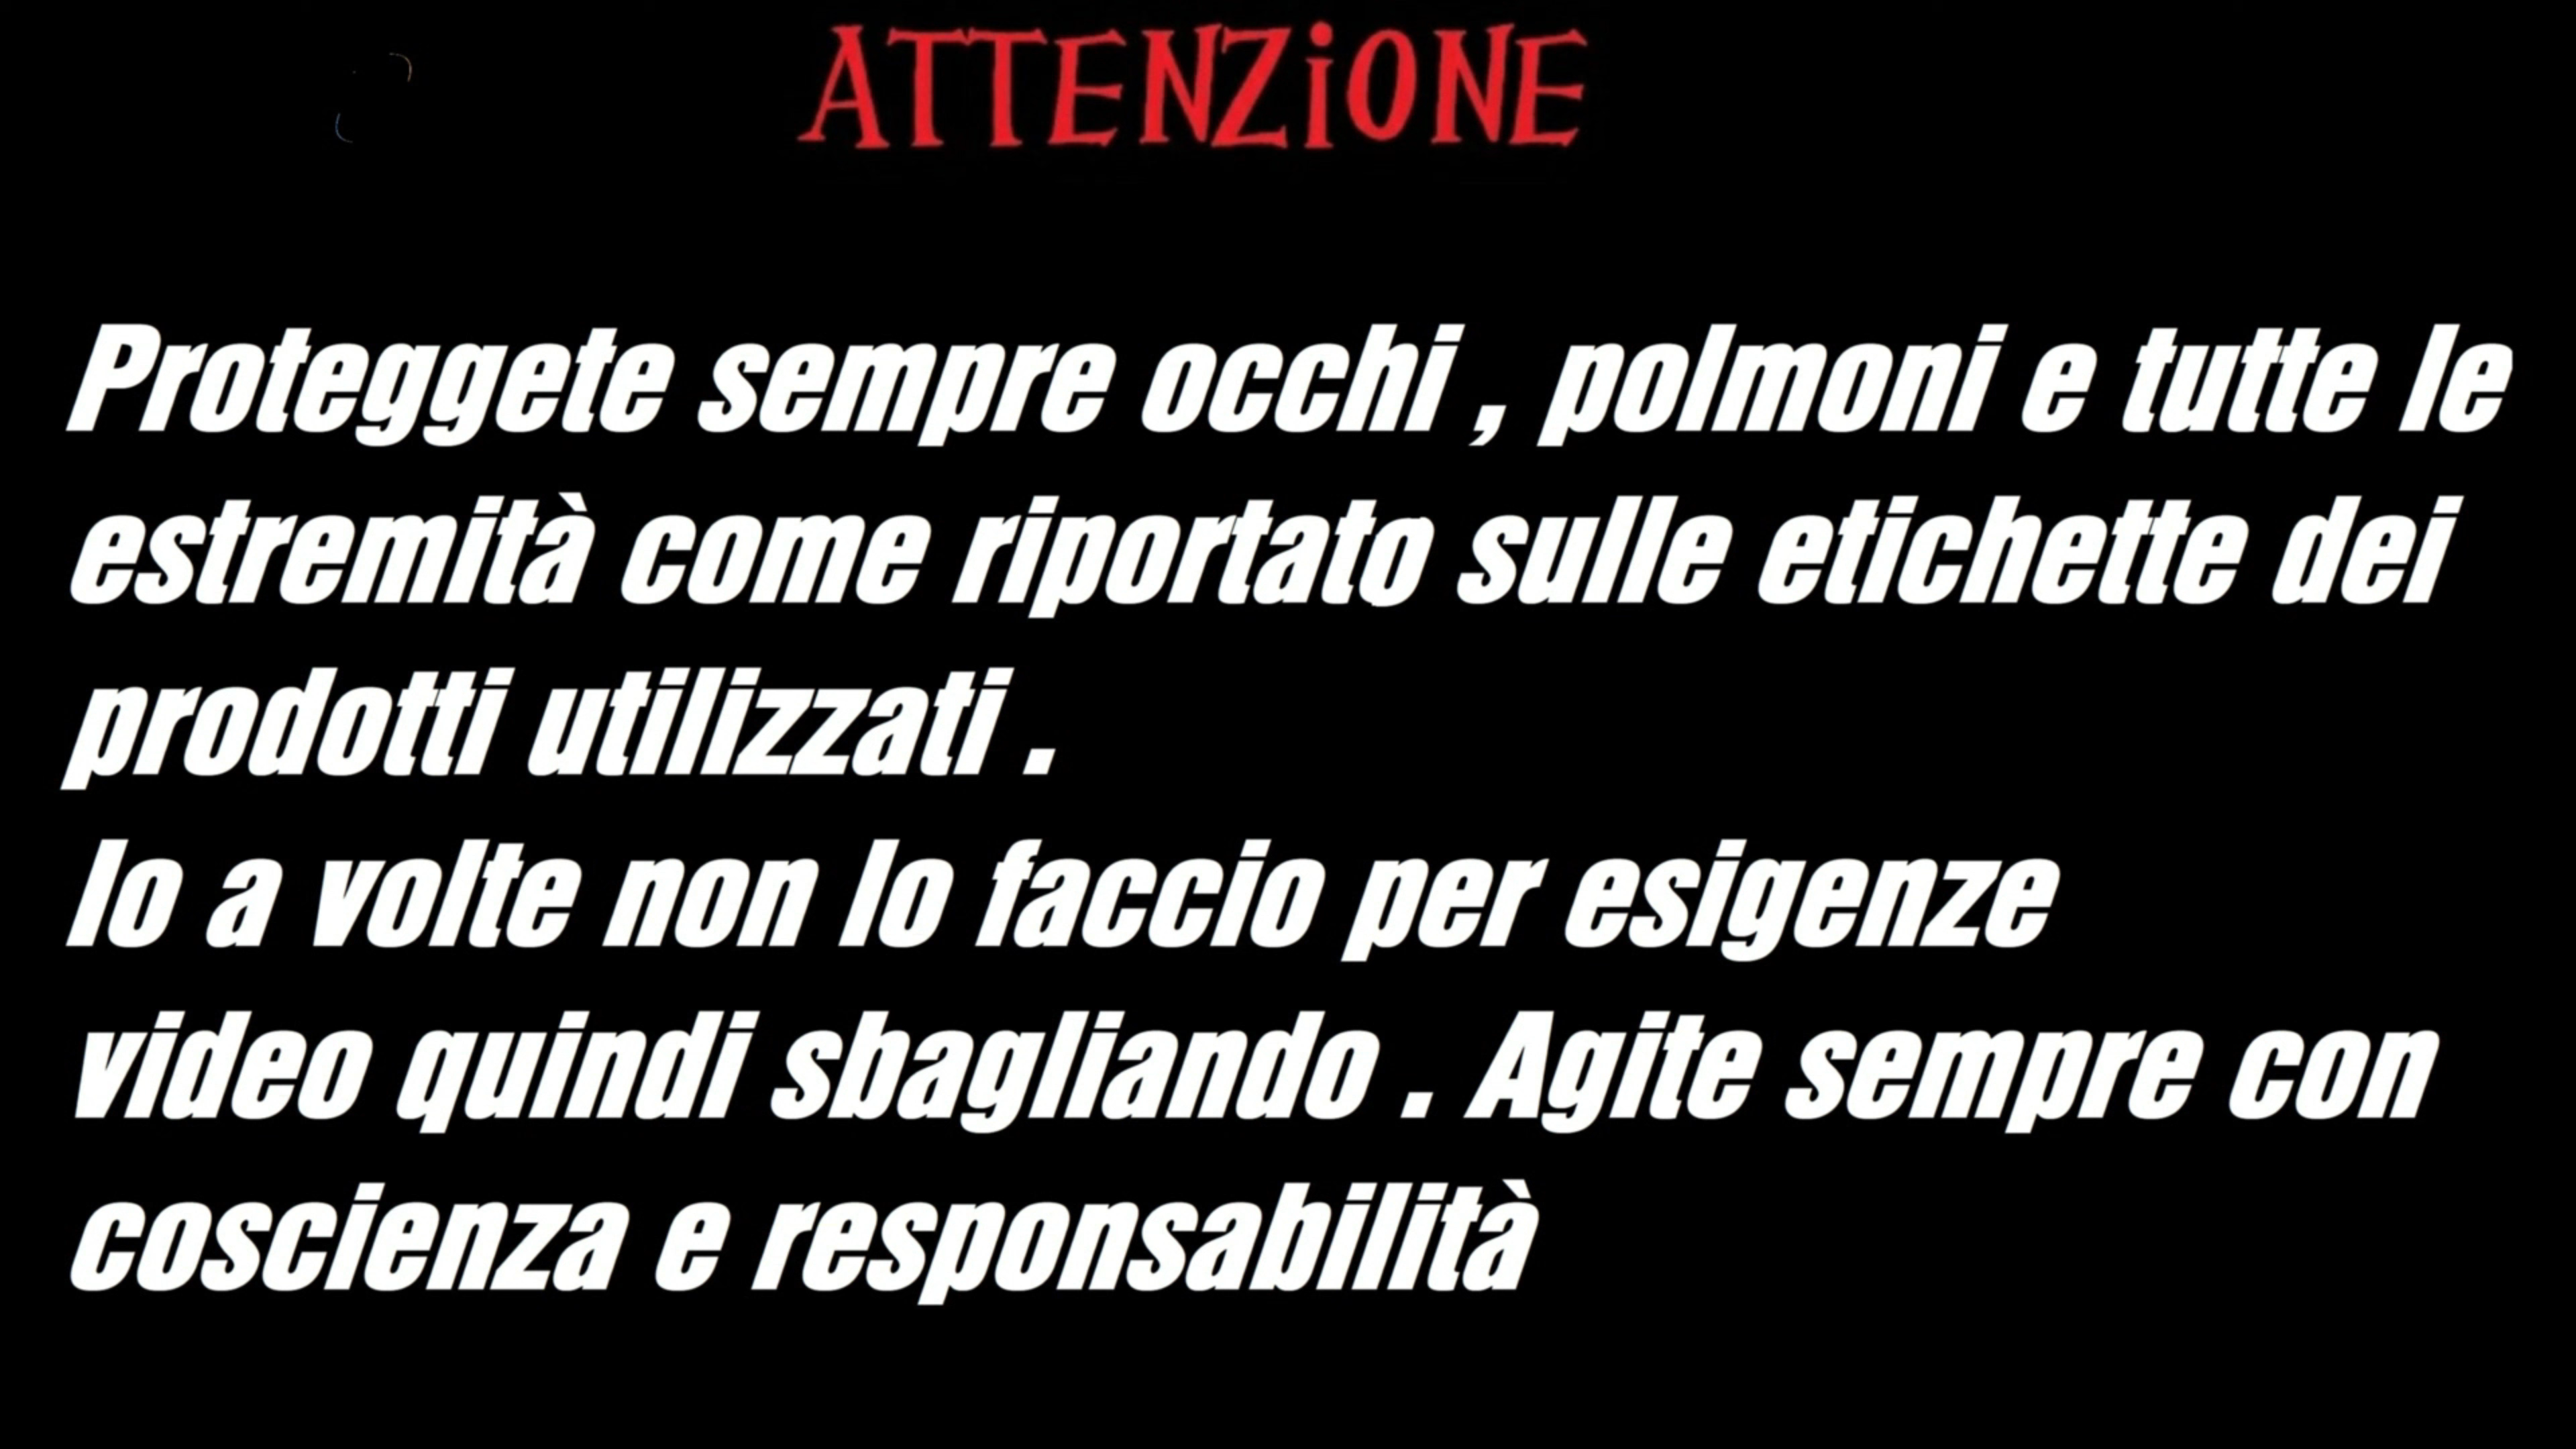 ATTENZiONE
Proteggete sempre occhi , polmoni e tutte le
estremità come riportato sulle etichette dei
prodotti utilizzati .
Io a volte non lo faccio per esigenze
video quindi sbagliando . Agite sempre con
coscienza e responsabilità